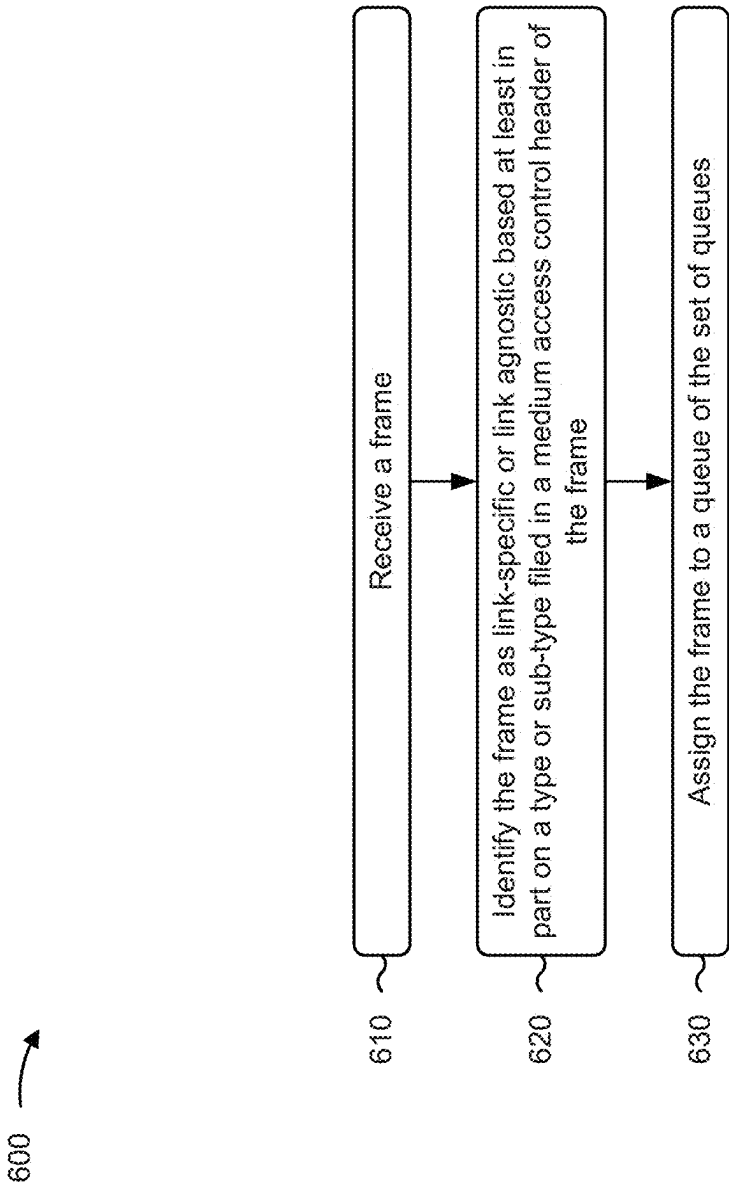 600
610
Receive a frame
620
Identify the frame as link-specific or link agnostic based at least in
part on a type or sub-type filed in a medium access control header of
the frame
630
Assign the frame to a queue of the set of queues